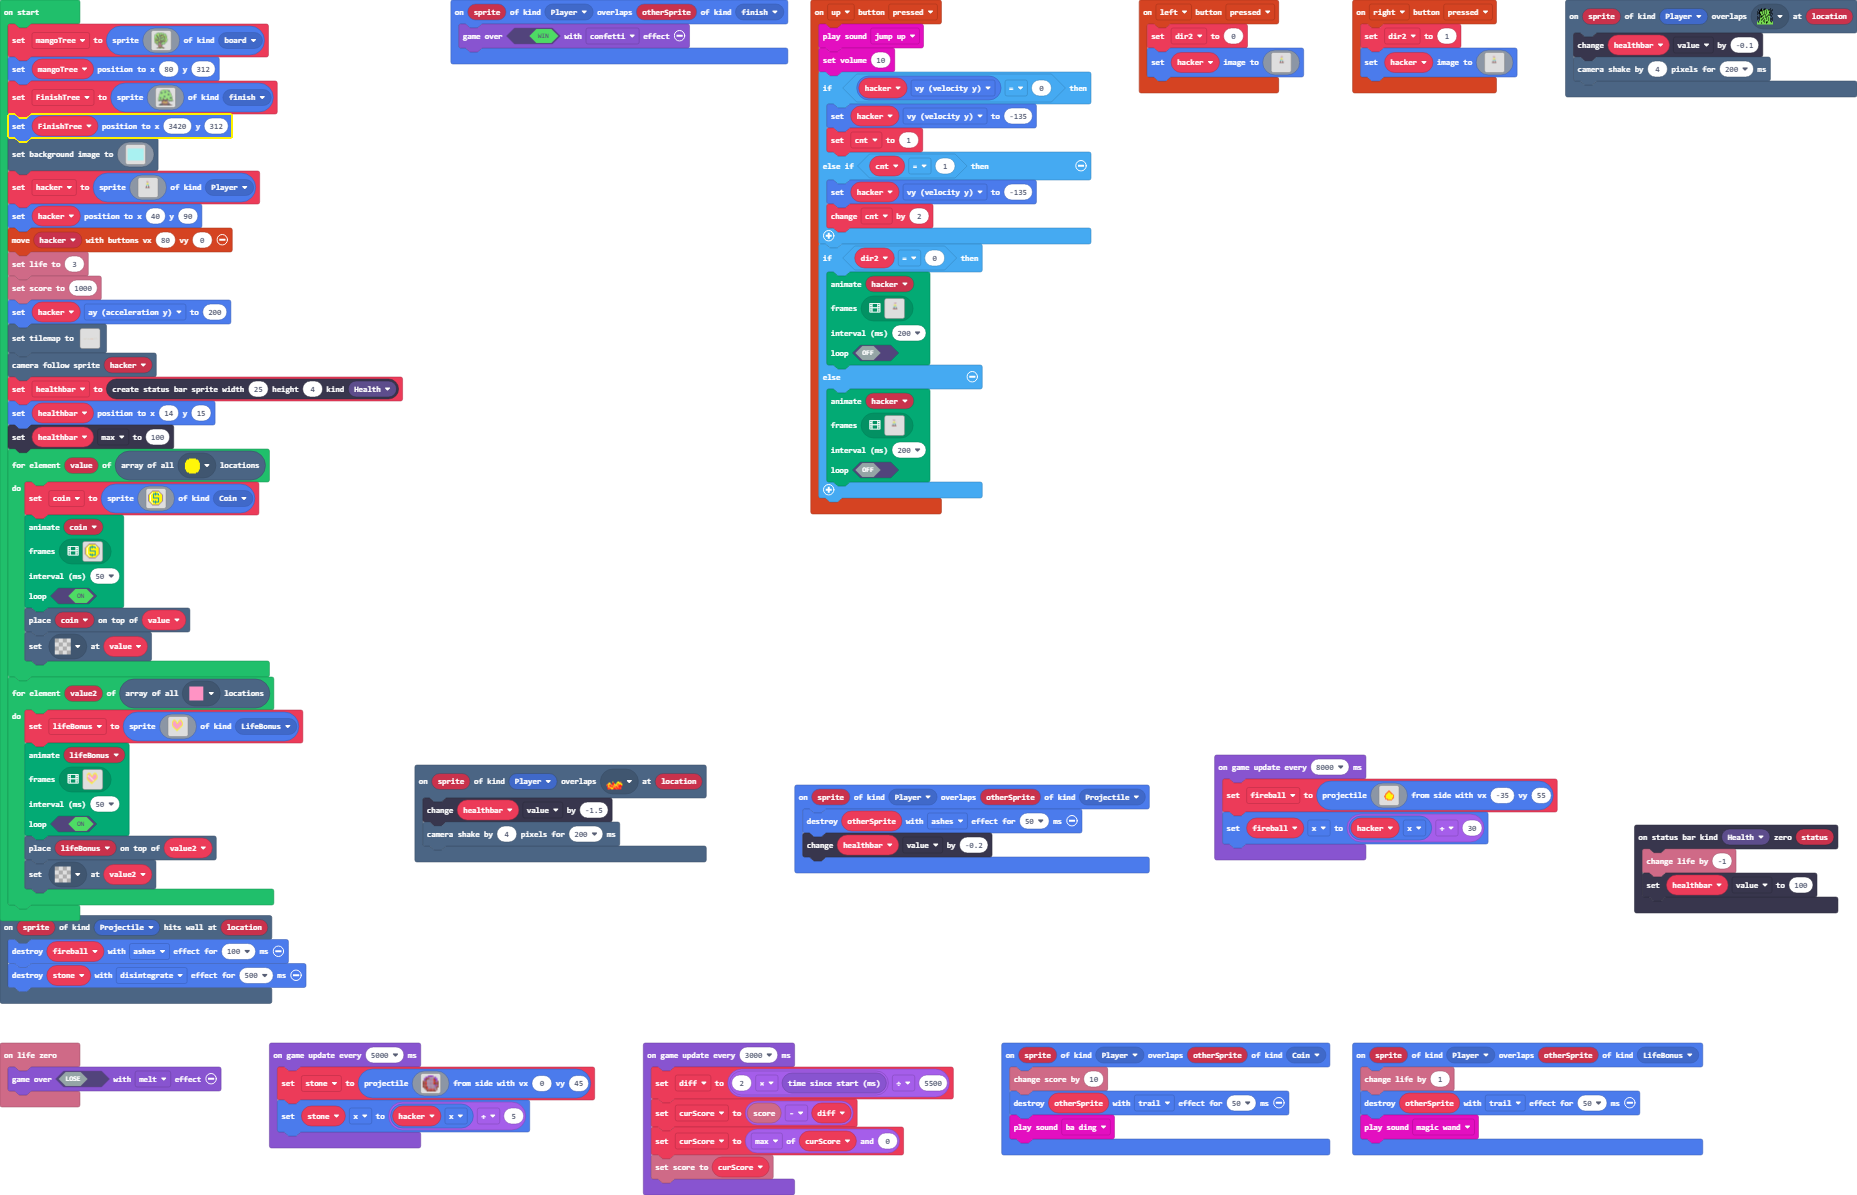 on start
set mangoTree to sprite of kind board
set mangoTree position to x 80 y 312
set FinishTree to sprite of kind finish
set FinishTree position to x 3420 y 312
set background image to
set hacker to sprite of kind Player
set hacker position to x 40 y 90
move hacker with buttons vx 80 vy 0
set life to 3
set score to 1000
set hacker ay (acceleration y) to 200
set tilemap to
camera follow sprite hacker
set healthbar to create status bar sprite width 25 height 4 kind Health
set healthbar position to x 14 y 15
set healthbar max to 100
for element value of array of all locations
do
set coin to sprite of kind Coin
animate coin
frames
interval (ms) 50
loop ON
place coin on top of value
set at value
for element value2 of array of all locations
do
set lifeBonus to sprite of kind LifeBonus
animate lifeBonus
frames
interval (ms) 50
loop ON
place lifeBonus on top of value2
set at value2
on sprite of kind Projectile hits wall at location
destroy fireball with ashes effect for 100 ms
destroy stone with disintegrate effect for 500 ms
on sprite of kind Player overlaps otherSprite of kind finish
game over WIN with confetti effect
on up button pressed
play sound jump up
set volume 10
if hacker vy (velocity y) = 0 then
set hacker vy (velocity y) to -135
set cnt to 1
else if cnt = 1 then
set hacker vy (velocity y) to -135
change cnt by 2
if dir2 = 0 then
animate hacker
frames
interval (ms) 200
loop OFF
else
animate hacker
frames
interval (ms) 200
loop OFF
on left button pressed
set dir2 to 0
set hacker image to
on right button pressed
set dir2 to 1
set hacker image to
on sprite of kind Player overlaps at location
change healthbar value by -0.1
camera shake by 4 pixels for 200 ms
on sprite of kind Player overlaps at location
change healthbar value by -1.5
camera shake by 4 pixels for 200 ms
on sprite of kind Player overlaps otherSprite of kind Projectile
destroy otherSprite with ashes effect for 50 ms
change healthbar value by -0.2
on game update every 8000 ms
set fireball to projectile from side with vx -35 vy 55
set fireball x to hacker x + 30
on status bar kind Health zero status
change life by -1
set healthbar value to 100
on life zero
game over LOSE with melt effect
on game update every 5000 ms
set stone to projectile from side with vx 0 vy 45
set stone x to hacker x + 5
on game update every 3000 ms
set diff to 2 × time since start (ms) ÷ 5500
set curScore to score - diff
set curScore to max of curScore and 0
set score to curScore
on sprite of kind Player overlaps otherSprite of kind Coin
change score by 10
destroy otherSprite with trail effect for 50 ms
play sound ba ding
on sprite of kind Player overlaps otherSprite of kind LifeBonus
change life by 1
destroy otherSprite with trail effect for 50 ms
play sound magic wand